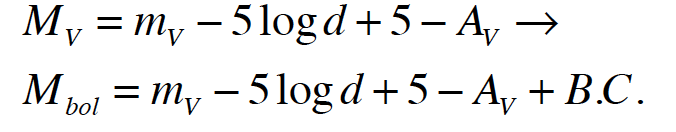 M_V = m_V − 5 log d + 5 − A_V →
M_bol = m_V − 5 log d + 5 − A_V + B.C.